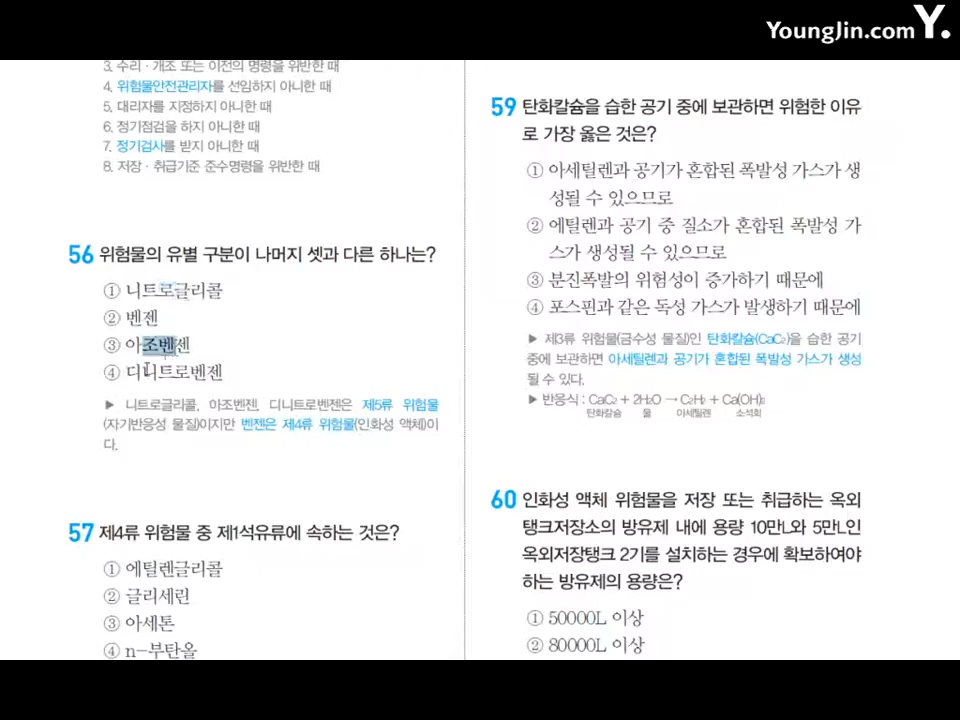 YoungJin.com Y.
3. 수리 · 개조 또는 이전의 명령을 위반한 때
4. 위험물안전관리자를 선임하지 아니한 때
5. 대리자를 지정하지 아니한 때
6. 정기점검을 하지 아니한 때
7. 정기검사를 받지 아니한 때
8. 저장 · 취급기준 준수명령을 위반한 때
56 위험물의 유별 구분이 나머지 셋과 다른 하나는?
① 니트로글리콜
② 벤젠
③ 아조벤젠
④ 디니트로벤젠
▶ 니트로글리콜, 아조벤젠, 디니트로벤젠은 제5류 위험물
(자기반응성 물질)이지만 벤젠은 제4류 위험물(인화성 액체)이
다.
57 제4류 위험물 중 제1석유류에 속하는 것은?
① 에틸렌글리콜
② 글리세린
③ 아세톤
④ n-부탄올
59 탄화칼슘을 습한 공기 중에 보관하면 위험한 이유
로 가장 옳은 것은?
① 아세틸렌과 공기가 혼합된 폭발성 가스가 생
성될 수 있으므로
② 에틸렌과 공기 중 질소가 혼합된 폭발성 가
스가 생성될 수 있으므로
③ 분진폭발의 위험성이 증가하기 때문에
④ 포스핀과 같은 독성 가스가 발생하기 때문에
▶ 제3류 위험물(금수성 물질)인 탄화칼슘(CaC₂)을 습한 공기
중에 보관하면 아세틸렌과 공기가 혼합된 폭발성 가스가 생성
될 수 있다.
▶ 반응식 : CaC₂ + 2H₂O → C₂H₂ + Ca(OH)₂
탄화칼슘 물 아세틸렌 소석회
60 인화성 액체 위험물을 저장 또는 취급하는 옥외
탱크저장소의 방유제 내에 용량 10만L와 5만L인
옥외저장탱크 2기를 설치하는 경우에 확보하여야
하는 방유제의 용량은?
① 50000L 이상
② 80000L 이상